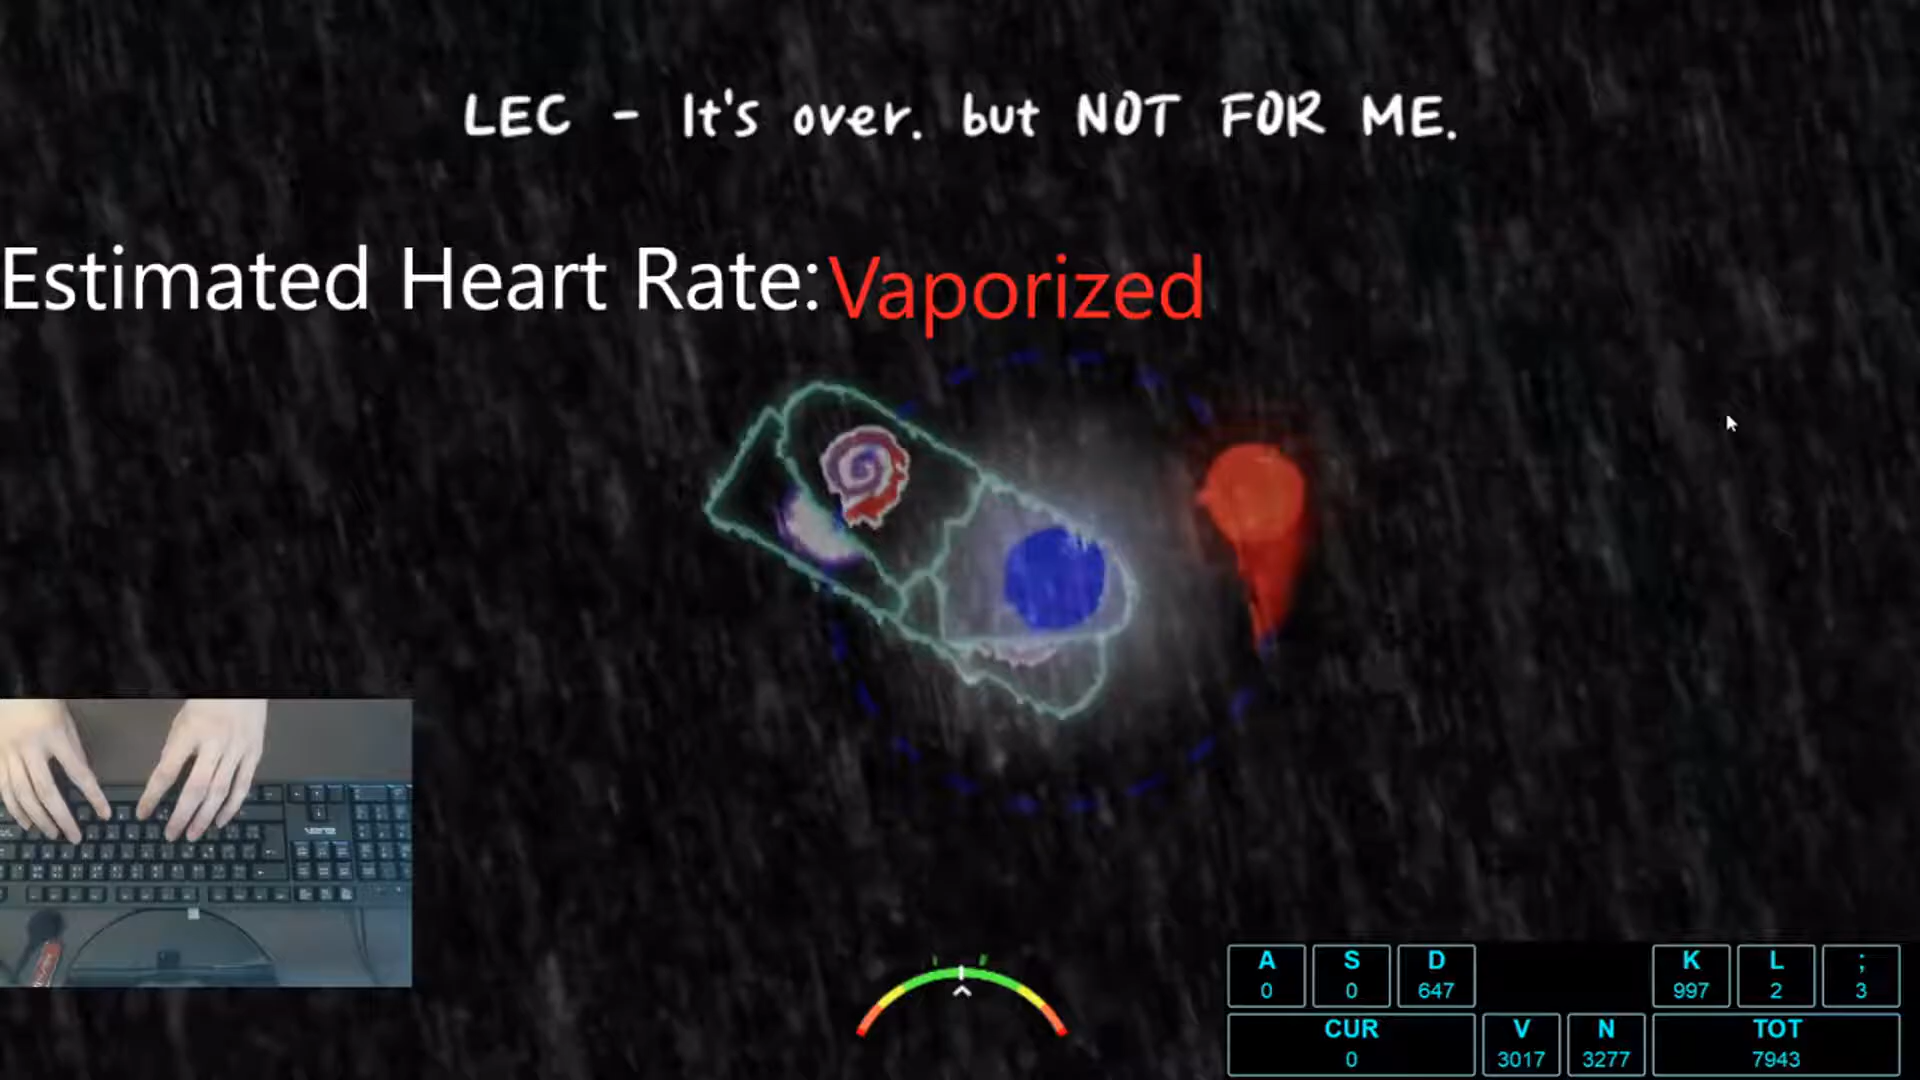 LEC - It's over. but NOT FOR ME.
Estimated Heart Rate:Vaporized
A S D K L ;
0 0 647 997 2 3
CUR V N TOT
0 3017 3277 7943